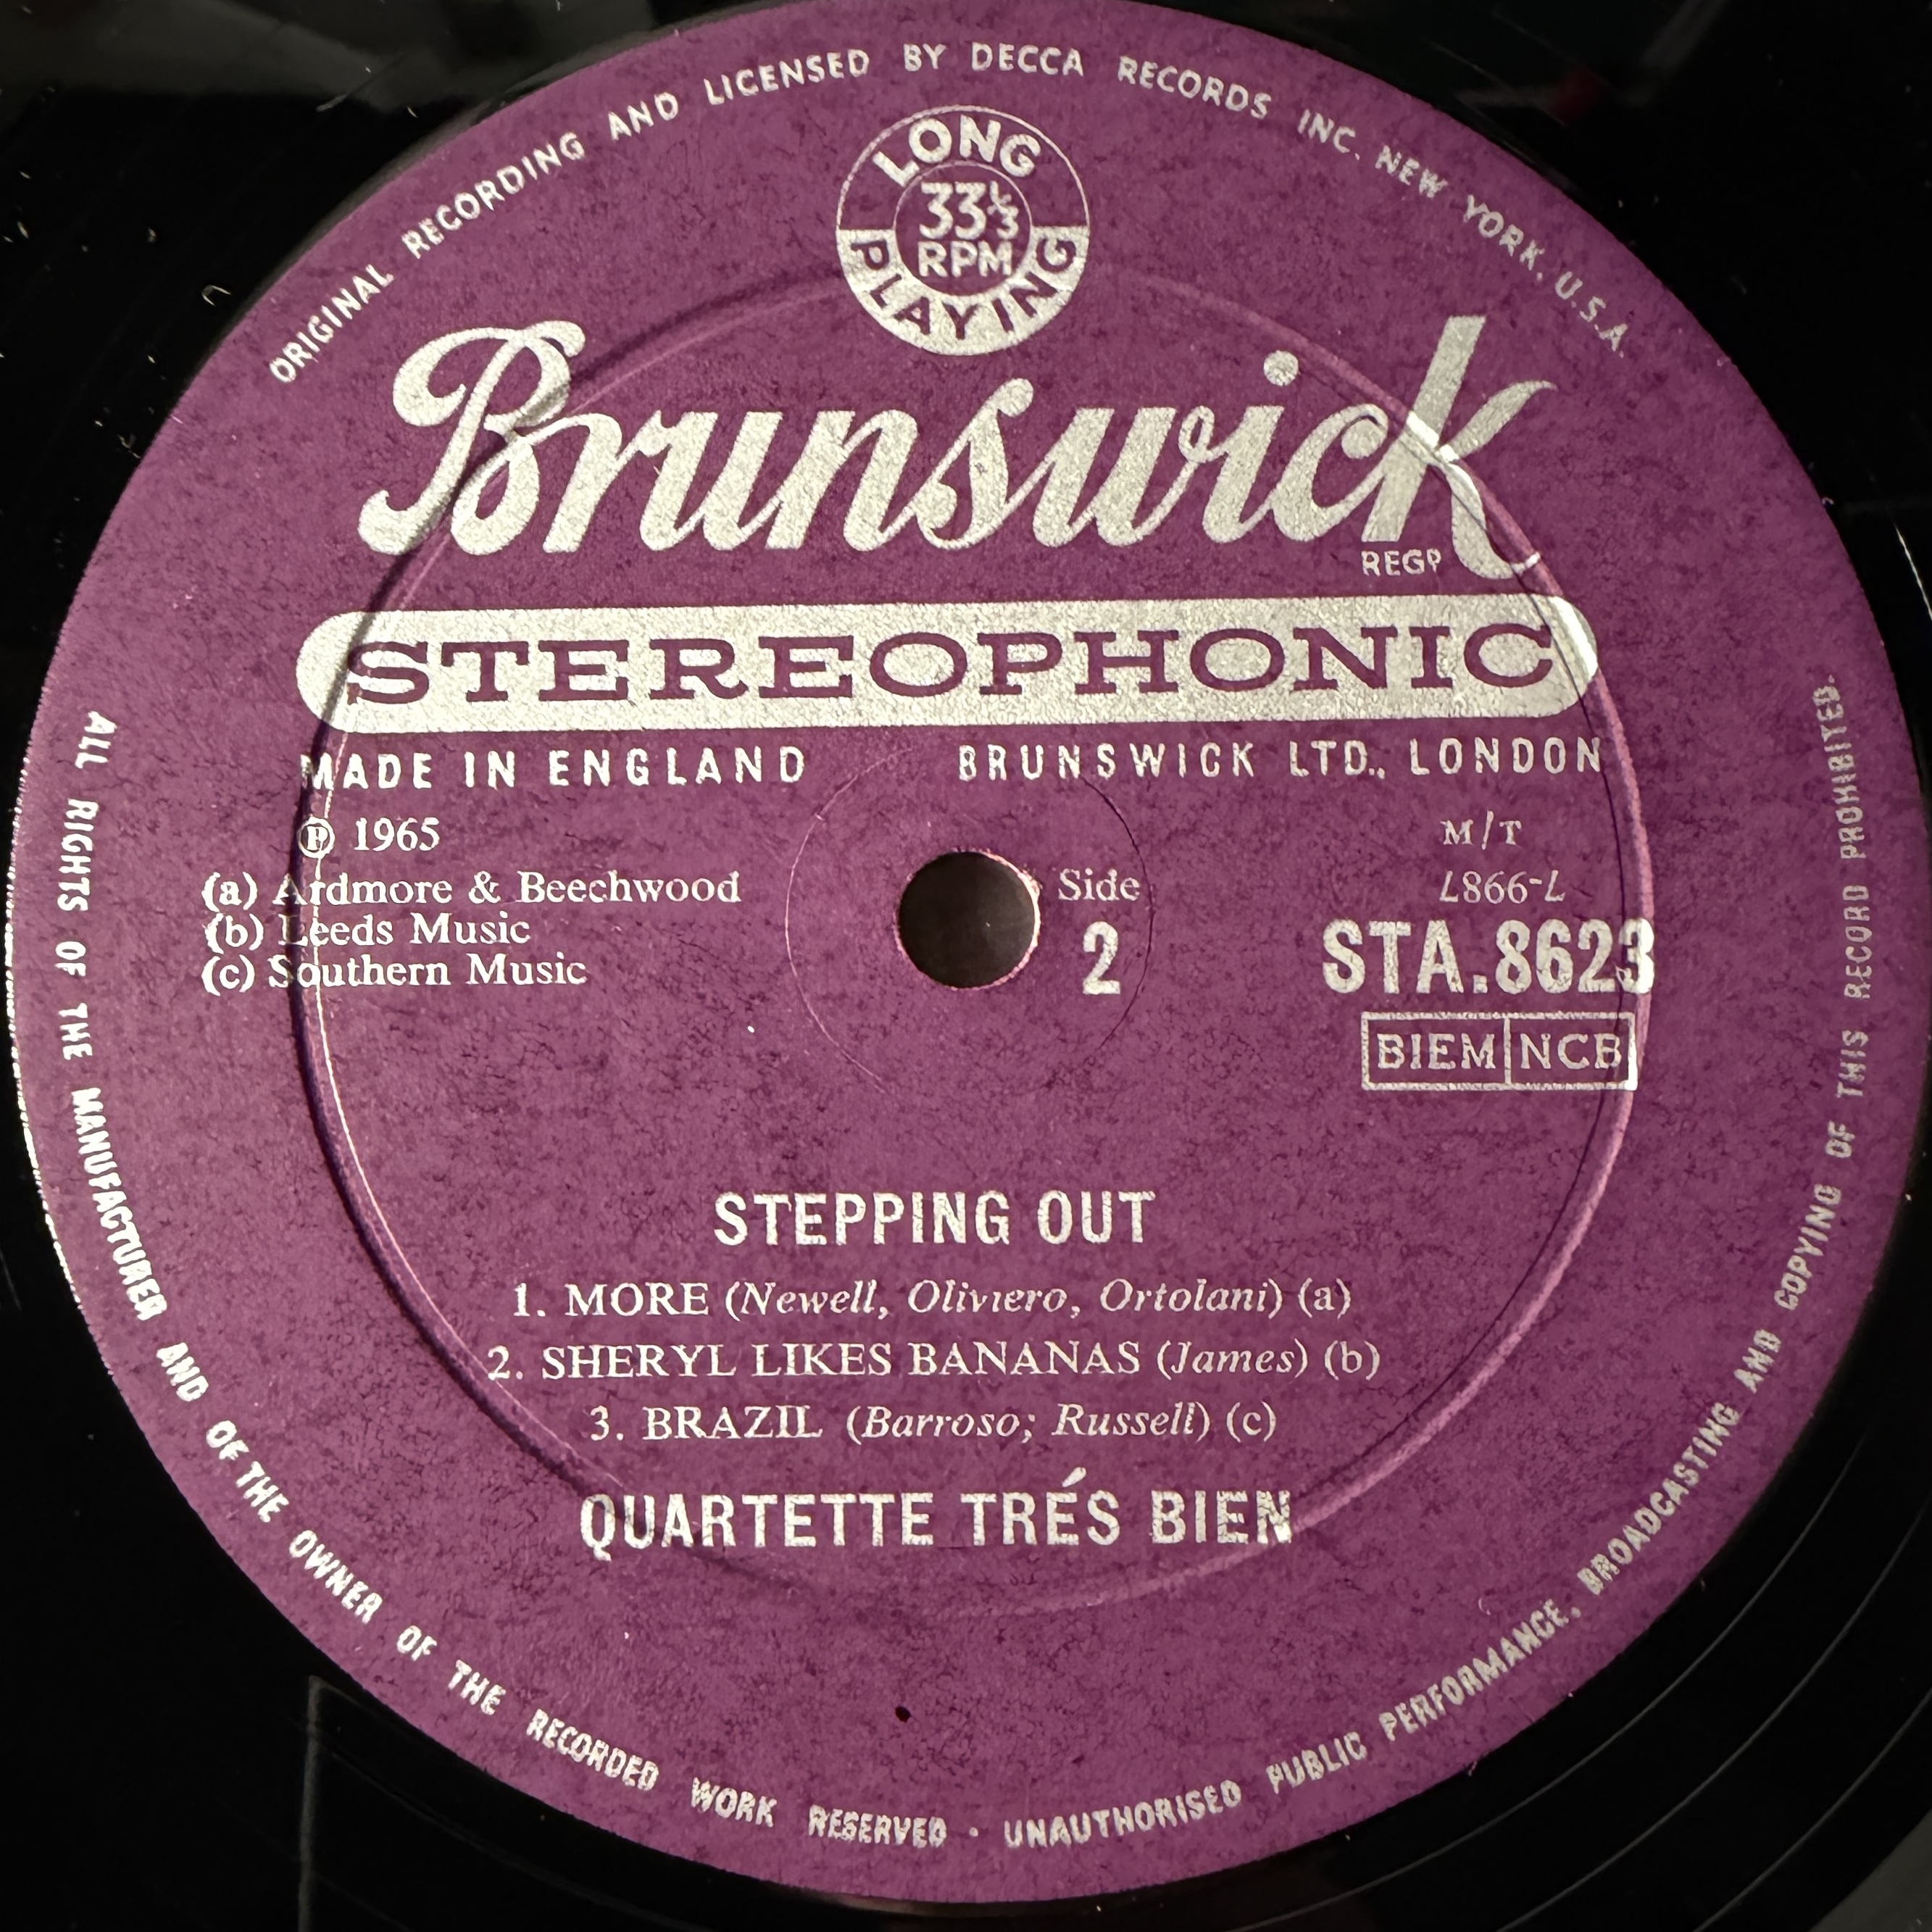 ORIGINAL RECORDING AND LICENSED BY DECCA RECORDS INC. NEW YORK. U.S.A.
LONG
33⅓
RPM
PLAYING
Brunswick
REGD
STEREOPHONIC
MADE IN ENGLAND BRUNSWICK LTD., LONDON
Ⓟ 1965
(a) Ardmore & Beechwood
(b) Leeds Music
(c) Southern Music
Side
2
M/T
L866-L
STA.8623
BIEM NCB
STEPPING OUT
1. MORE (Newell, Oliviero, Ortolani) (a)
2. SHERYL LIKES BANANAS (James) (b)
3. BRAZIL (Barroso; Russell) (c)
QUARTETTE TRÉS BIEN
ALL RIGHTS OF THE MANUFACTURER AND OF THE OWNER OF THE RECORDED WORK RESERVED · UNAUTHORISED PUBLIC PERFORMANCE, BROADCASTING AND COPYING OF THIS RECORD PROHIBITED.